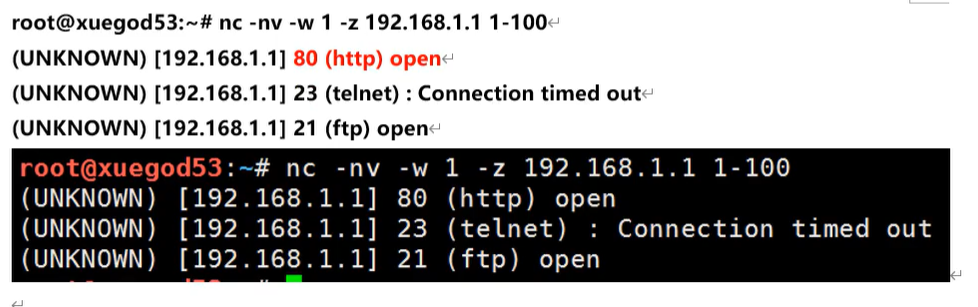 root@xuegod53:~# nc -nv -w 1 -z 192.168.1.1 1-100↵
(UNKNOWN) [192.168.1.1] 80 (http) open↵
(UNKNOWN) [192.168.1.1] 23 (telnet) : Connection timed out↵
(UNKNOWN) [192.168.1.1] 21 (ftp) open↵
root@xuegod53:~# nc -nv -w 1 -z 192.168.1.1 1-100
(UNKNOWN) [192.168.1.1] 80 (http) open
(UNKNOWN) [192.168.1.1] 23 (telnet) : Connection timed out
(UNKNOWN) [192.168.1.1] 21 (ftp) open